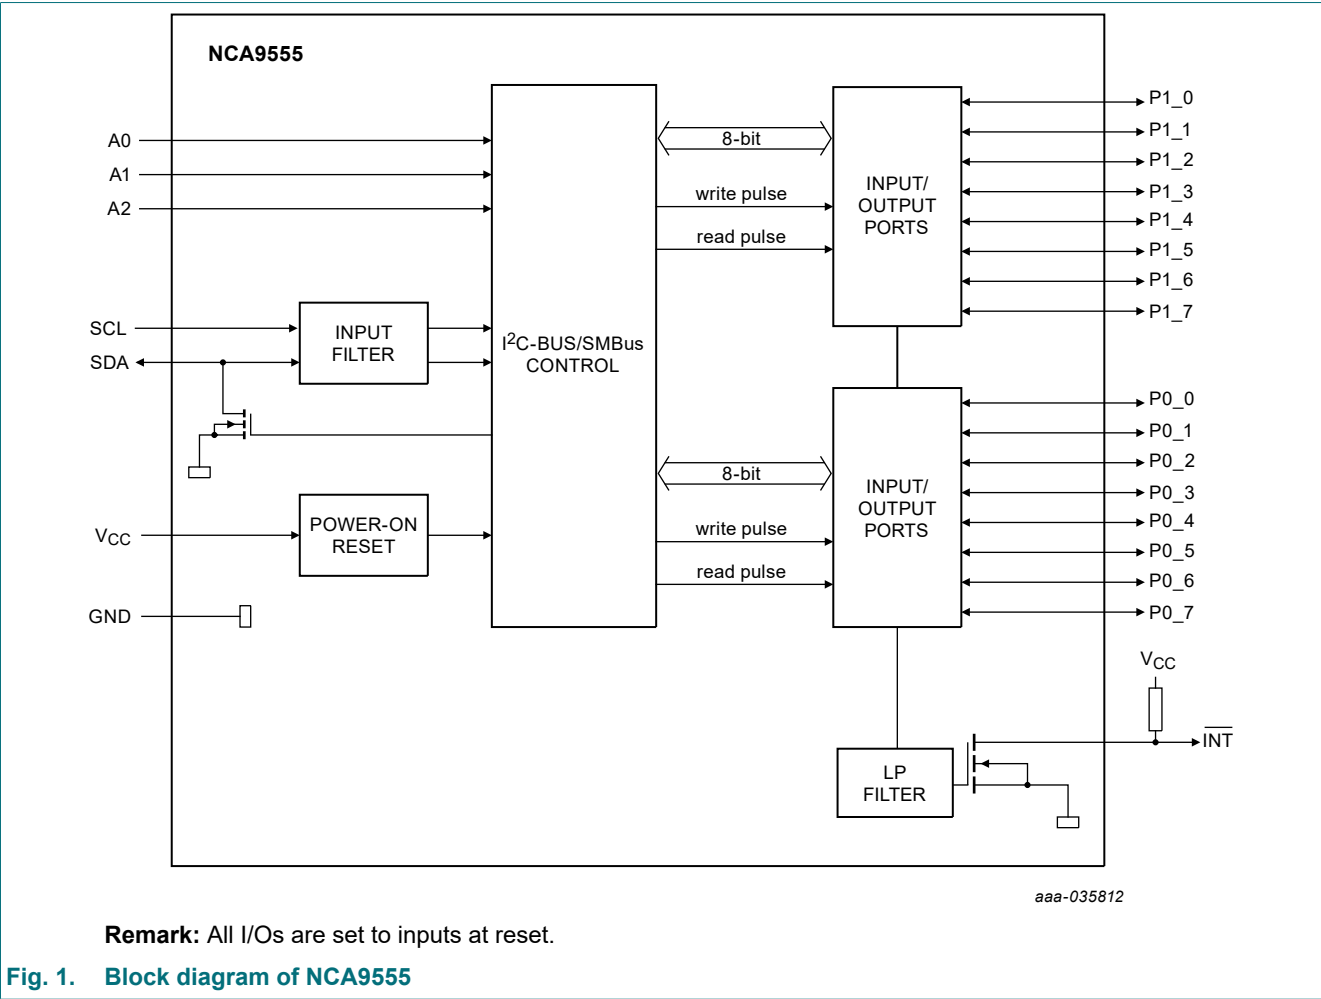 NCA9555
A0
A1
A2
SCL
SDA
VCC
GND
INPUT
FILTER
POWER-ON
RESET
I2C-BUS/SMBus
CONTROL
8-bit
write pulse
read pulse
INPUT/
OUTPUT
PORTS
P1_0
P1_1
P1_2
P1_3
P1_4
P1_5
P1_6
P1_7
8-bit
write pulse
read pulse
INPUT/
OUTPUT
PORTS
P0_0
P0_1
P0_2
P0_3
P0_4
P0_5
P0_6
P0_7
VCC
INT
LP
FILTER
aaa-035812
Remark: All I/Os are set to inputs at reset.
Fig. 1. Block diagram of NCA9555